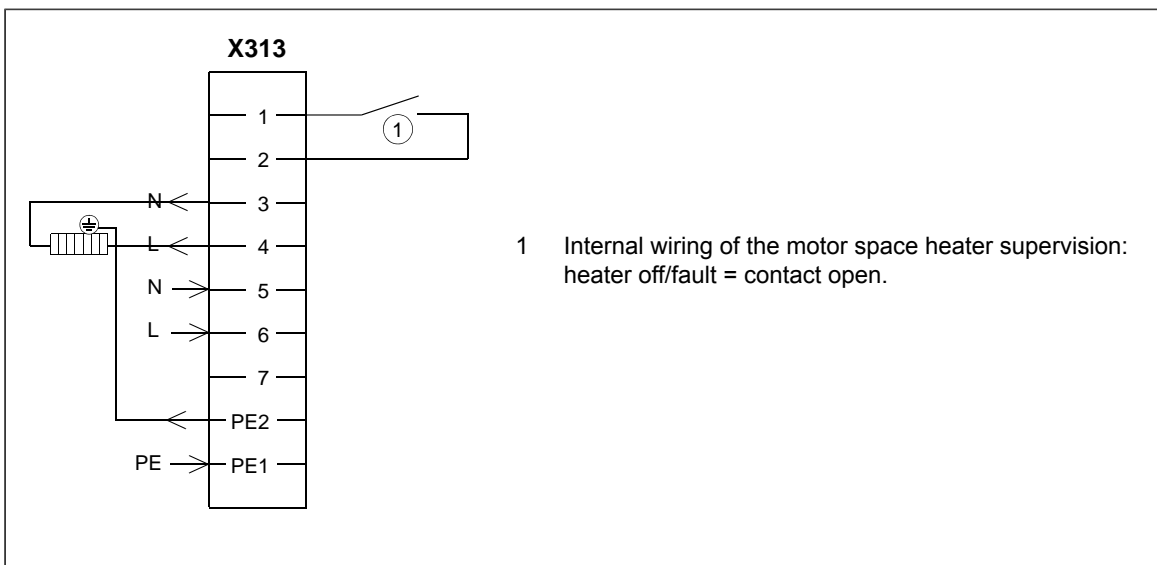 X313
1
1
2
N 3
L 4
1 Internal wiring of the motor space heater supervision:
heater off/fault = contact open.
N 5
L 6
7
PE2
PE PE1